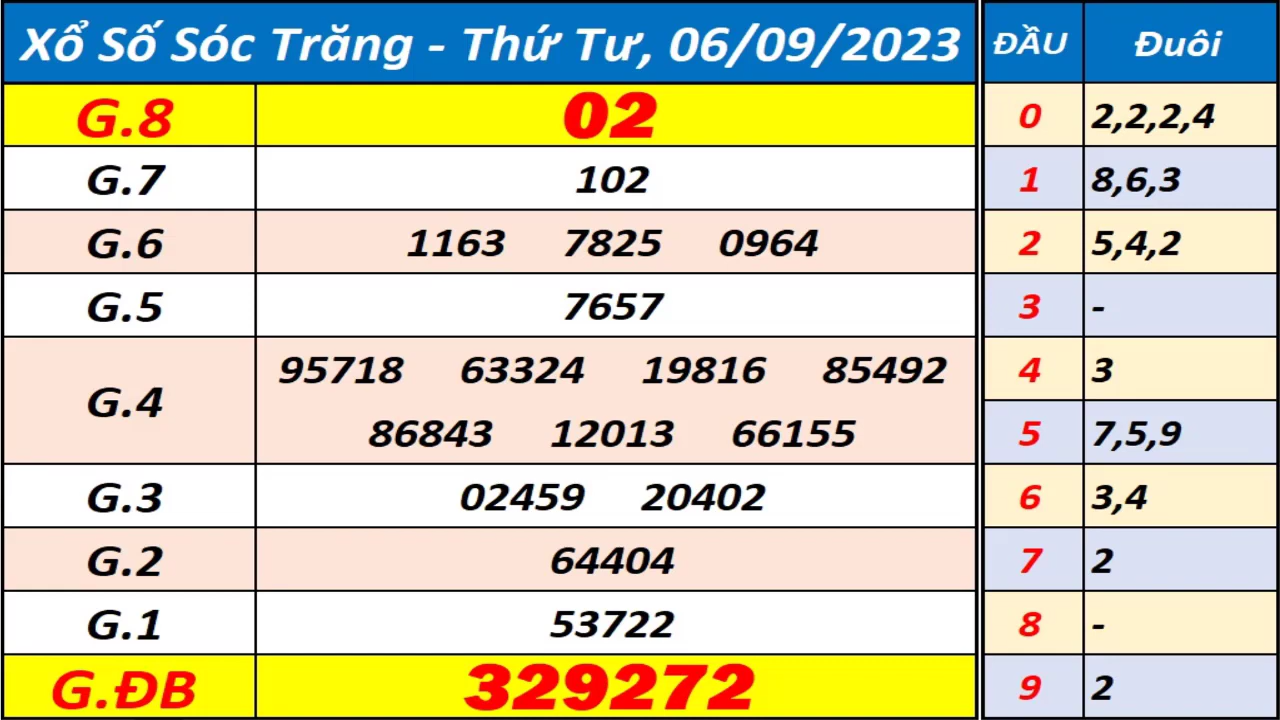 Xổ Số Sóc Trăng - Thứ Tư, 06/09/2023
G.8 02
G.7 102
G.6 1163 7825 0964
G.5 7657
G.4 95718 63324 19816 85492
86843 12013 66155
G.3 02459 20402
G.2 64404
G.1 53722
G.ĐB 329272
ĐẦU Đuôi
0 2,2,2,4
1 8,6,3
2 5,4,2
3 -
4 3
5 7,5,9
6 3,4
7 2
8 -
9 2